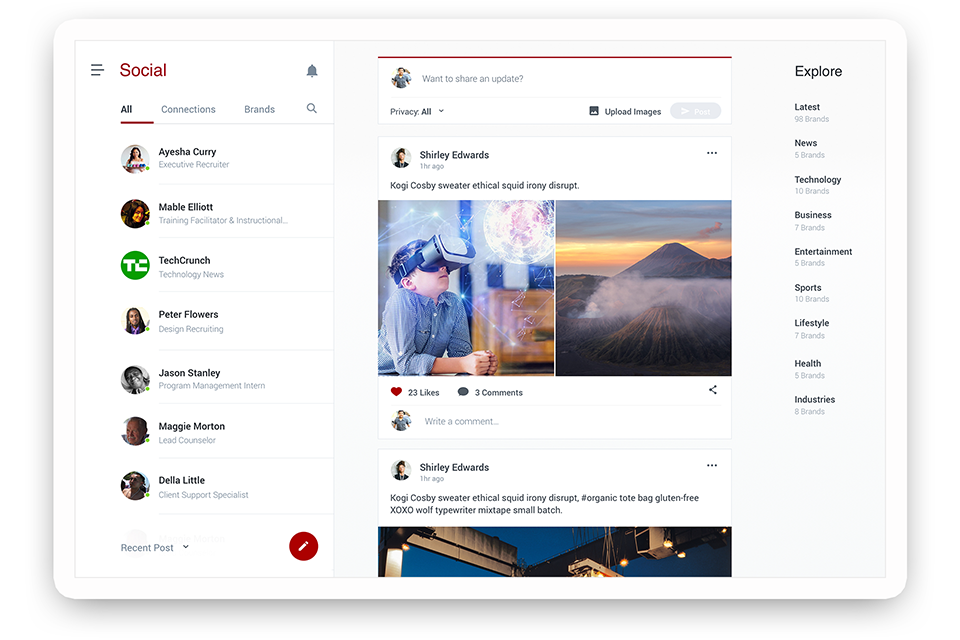 Social
All
Connections
Brands
Ayesha Curry
Executive Recruiter
Mable Elliott
Training Facilitator & Instructional...
TC
TechCrunch
Technology News
Peter Flowers
Design Recruiting
Jason Stanley
Program Management Intern
Maggie Morton
Lead Counselor
Della Little
Client Support Specialist
Recent Post
Want to share an update?
Privacy: All
Upload Images
Post
Shirley Edwards
1hr ago
Kogi Cosby sweater ethical squid irony disrupt.
23 Likes
3 Comments
Write a comment...
Shirley Edwards
1hr ago
Kogi Cosby sweater ethical squid irony disrupt, #organic tote bag gluten-free
XOXO wolf typewriter mixtape small batch.
Explore
Latest
98 Brands
News
5 Brands
Technology
10 Brands
Business
7 Brands
Entertainment
5 Brands
Sports
10 Brands
Lifestyle
7 Brands
Health
5 Brands
Industries
8 Brands